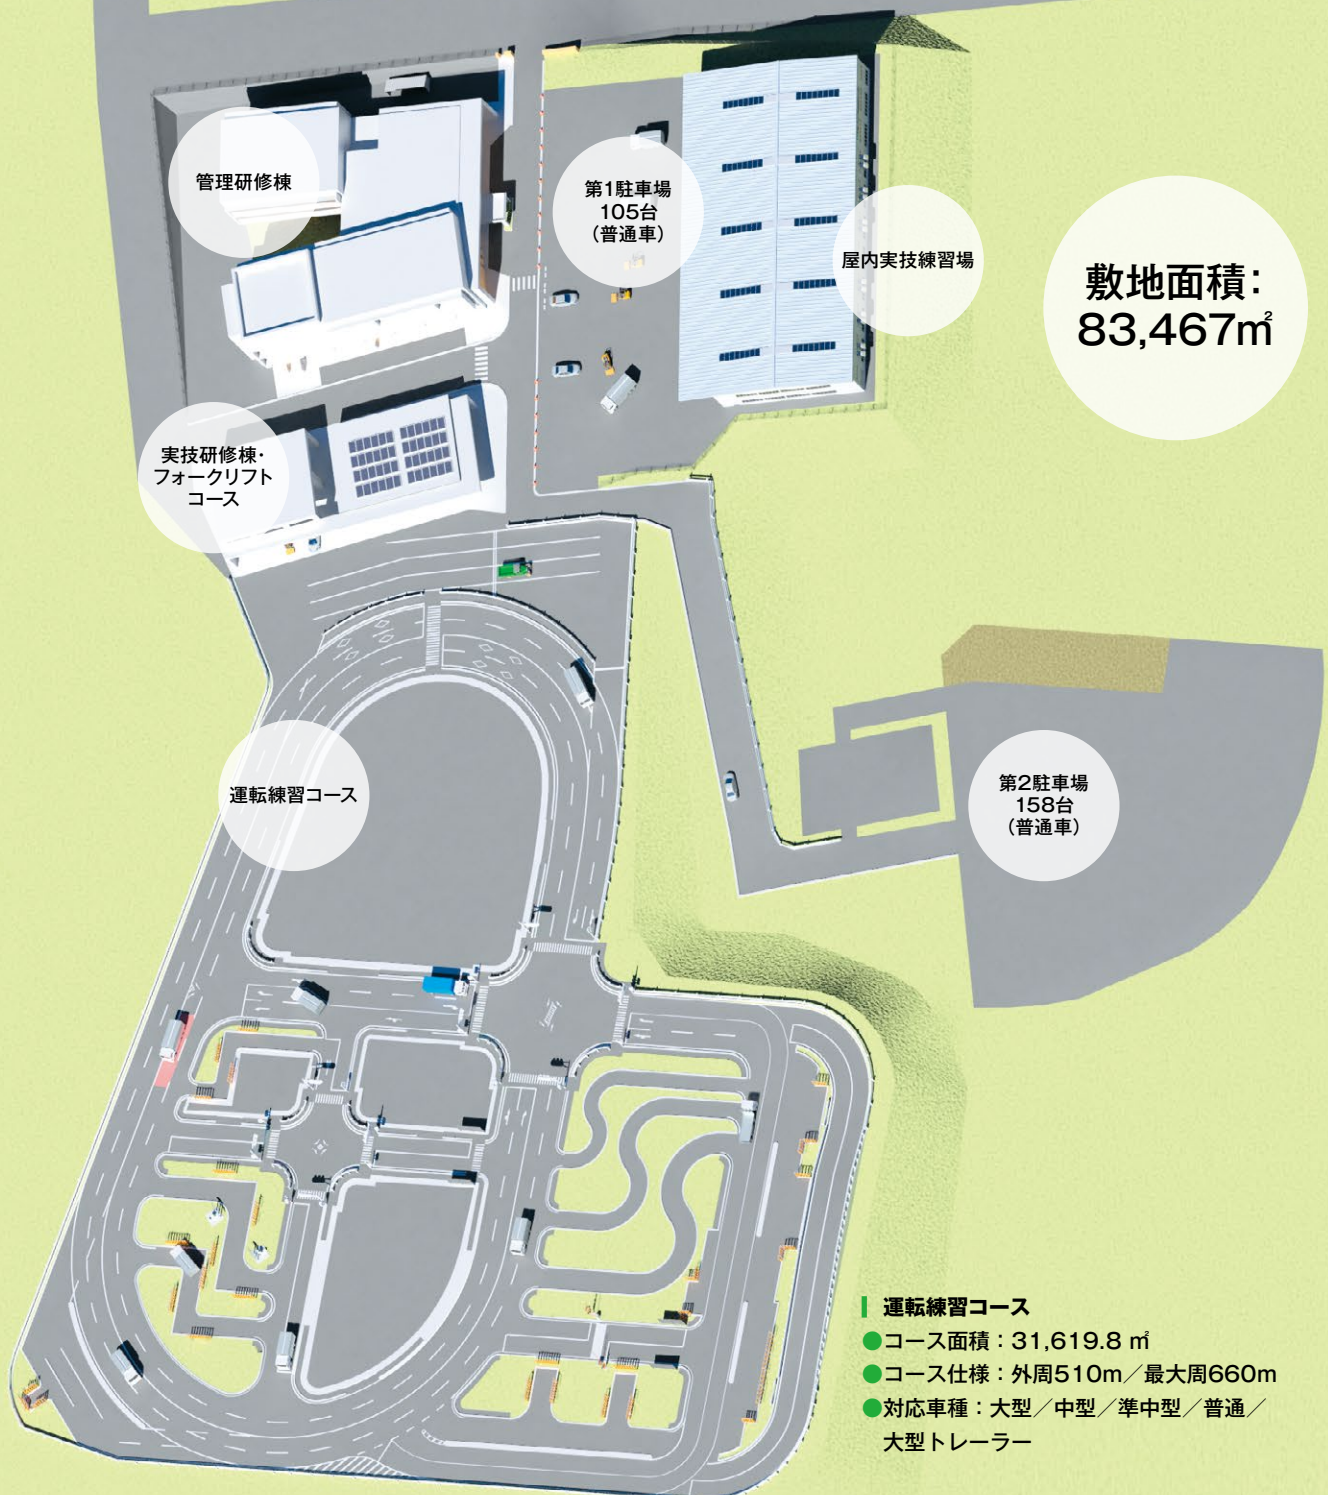 管理研修棟
第1駐車場
105台
（普通車）
屋内実技練習場
敷地面積：
83,467㎡
実技研修棟・
フォークリフト
コース
運転練習コース
第2駐車場
158台
（普通車）
運転練習コース
●コース面積：31,619.8 ㎡
●コース仕様：外周510m／最大周660m
●対応車種：大型／中型／準中型／普通／
大型トレーラー